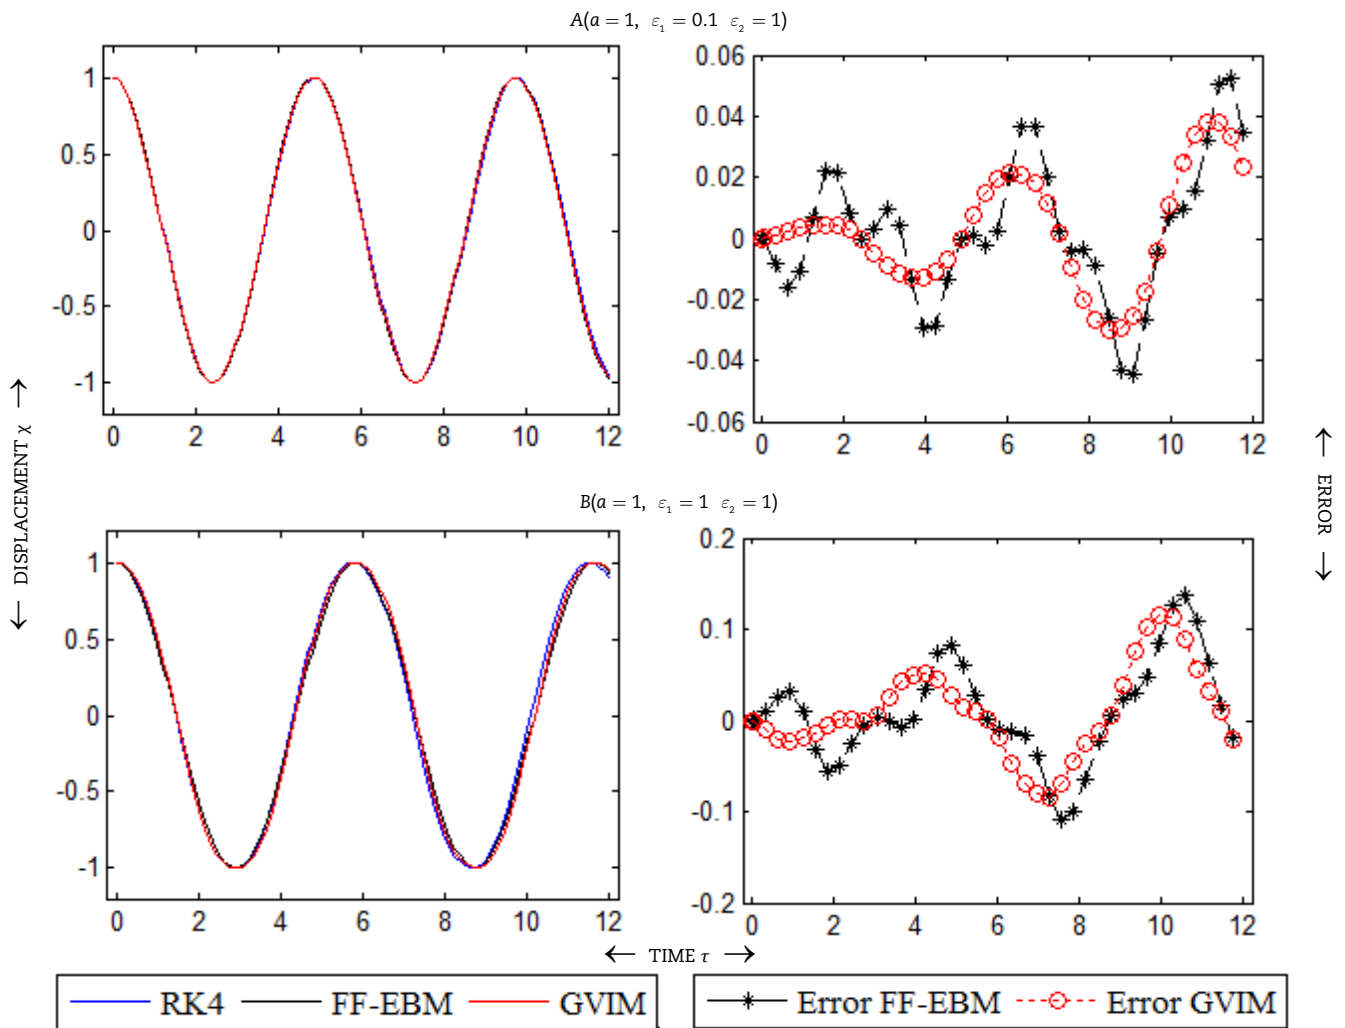 A(a = 1, ε₁ = 0.1 ε₂ = 1)
1
0.5
0
-0.5
-1
0 2 4 6 8 10 12
0.06
0.04
0.02
0
-0.02
-0.04
-0.06
0 2 4 6 8 10 12
← DISPLACEMENT χ →
← ERROR →
B(a = 1, ε₁ = 1 ε₂ = 1)
1
0.5
0
-0.5
-1
0 2 4 6 8 10 12
0.2
0.1
0
-0.1
-0.2
0 2 4 6 8 10 12
← TIME τ →
RK4 FF-EBM GVIM
Error FF-EBM Error GVIM